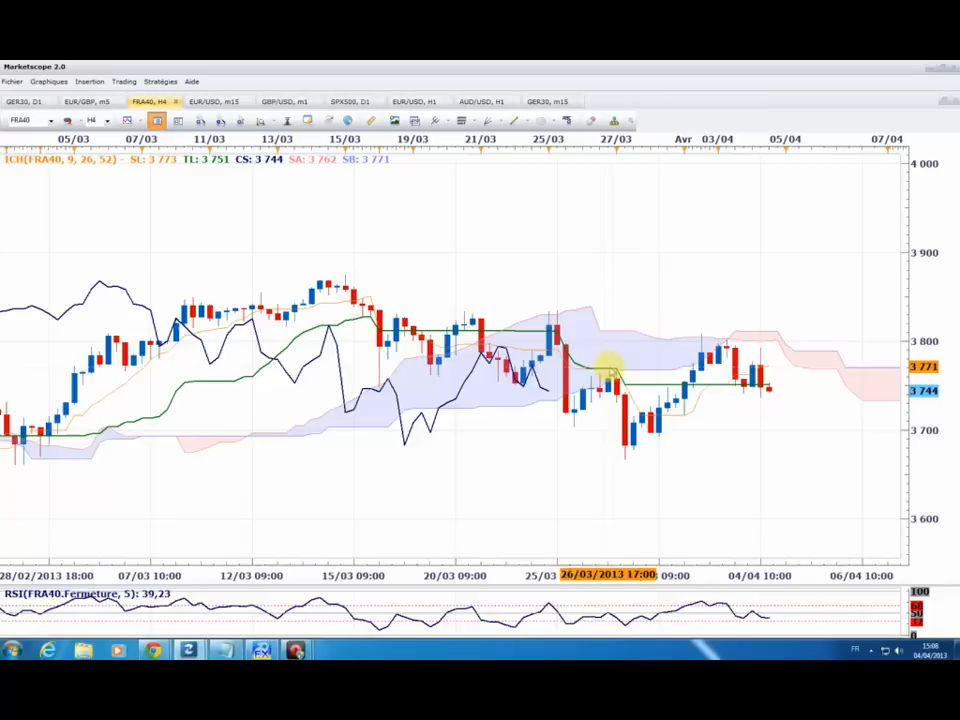 Marketscope 2.0
Fichier Graphiques Insertion Trading Stratégies Aide
GER30, D1 EUR/GBP, m5 FRA40, H4 EUR/USD, m15 GBP/USD, m1 SPX500, D1 EUR/USD, H1 AUD/USD, H1 GER30, m15
FRA40 H4
05/03 07/03 11/03 13/03 15/03 19/03 21/03 25/03 27/03 Avr 03/04 05/04 07/04
ICH(FRA40, 9, 26, 52) - SL: 3 773 TL: 3 751 CS: 3 744 SA: 3 762 SB: 3 771
4 000
3 900
3 800
3 771
3 744
3 700
3 600
28/02/2013 18:00 07/03 10:00 12/03 09:00 15/03 09:00 20/03 09:00 25/03 26/03/2013 17:00 09:00 04/04 10:00 06/04 10:00
RSI(FRA40.Fermeture, 5): 39,23
100
50
0
FR
15:06
04/04/2013